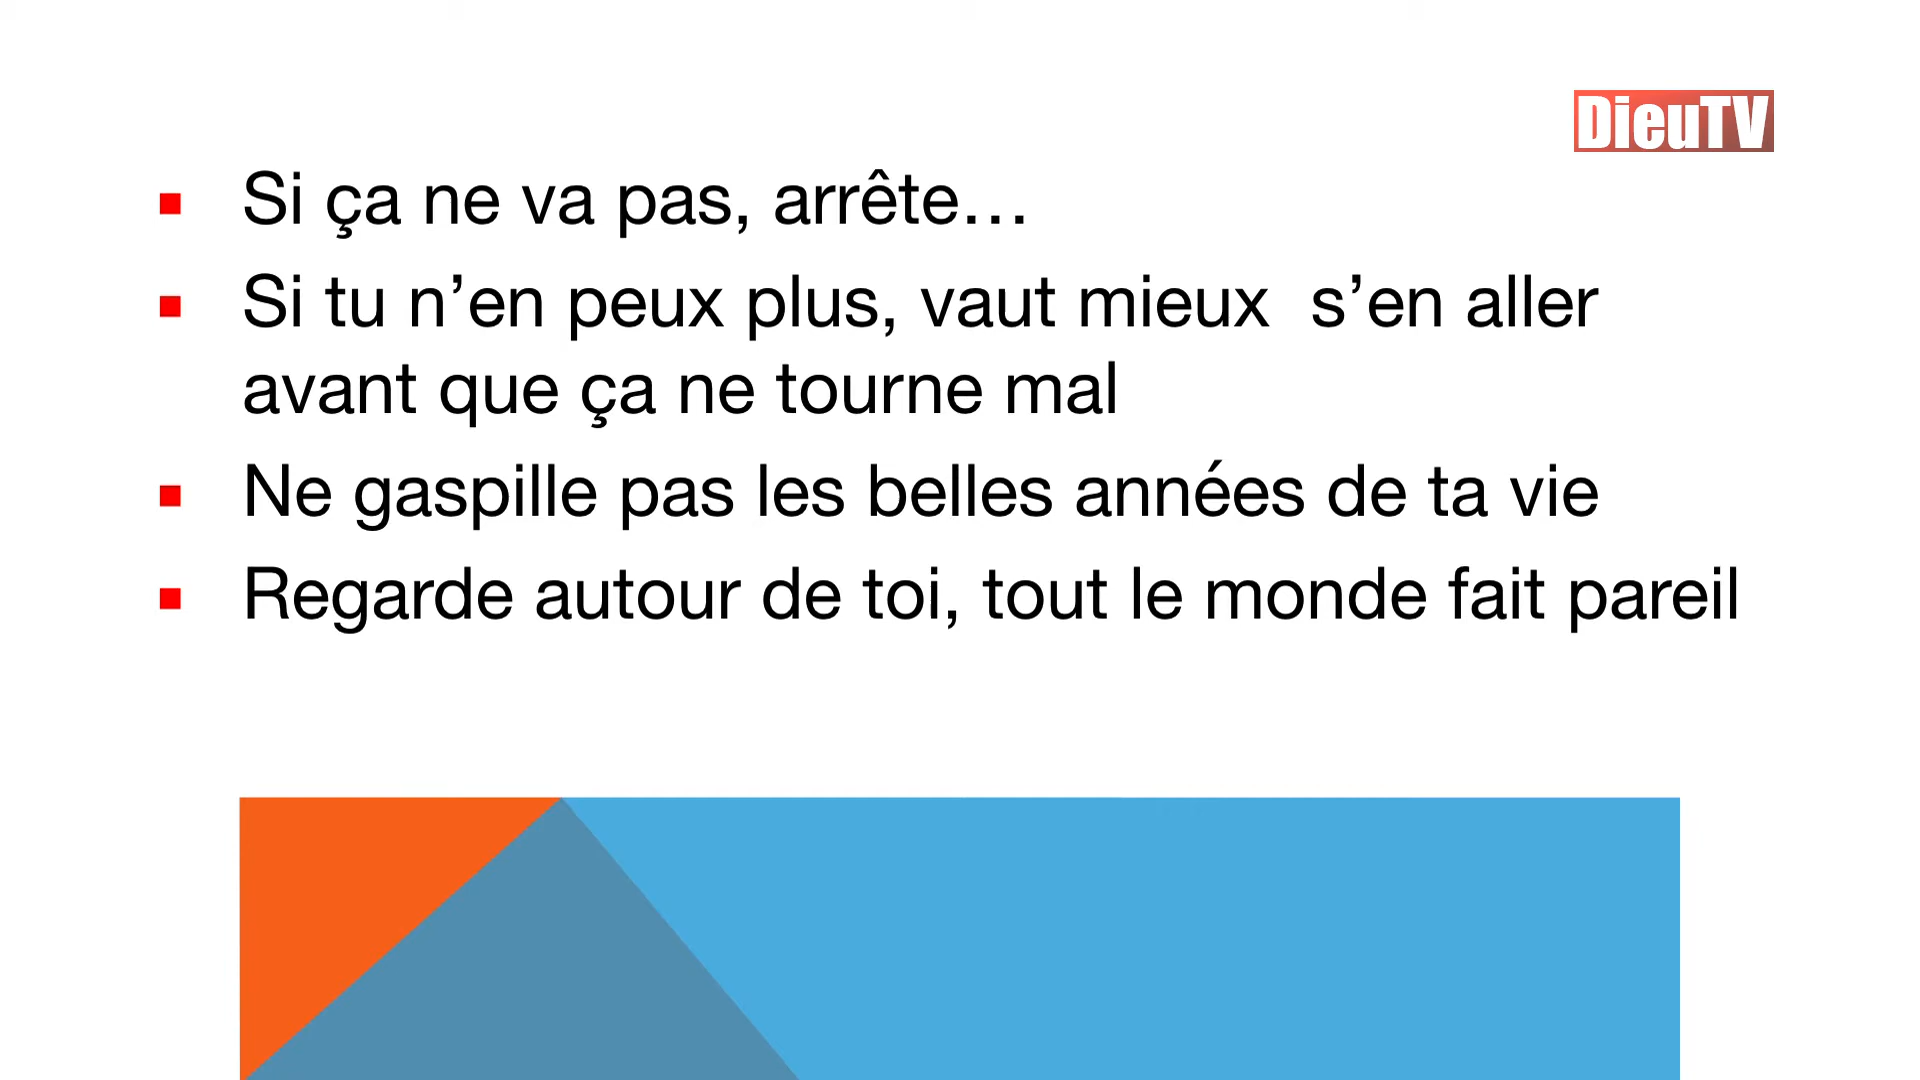 DieuTV
Si ça ne va pas, arrête…
Si tu n’en peux plus, vaut mieux  s’en aller
avant que ça ne tourne mal
Ne gaspille pas les belles années de ta vie
Regarde autour de toi, tout le monde fait pareil